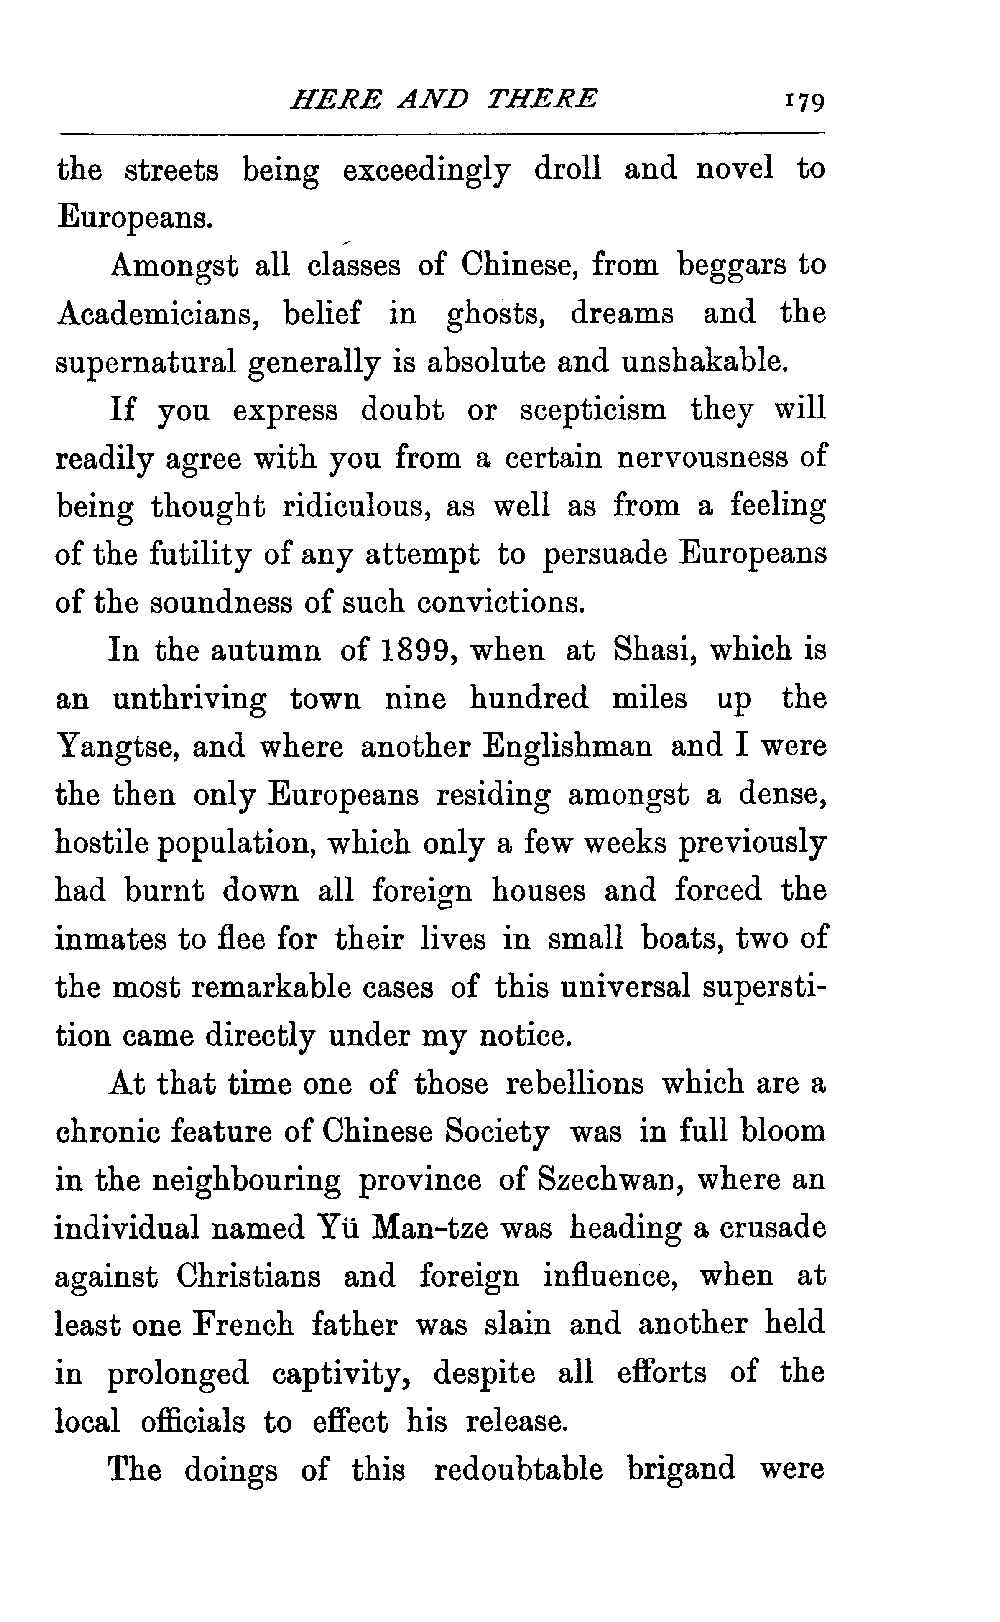 HERE AND THERE 179
the streets being exceedingly droll and novel to
Europeans.
Amongst all classes of Chinese, from beggars to
Academicians, belief in ghosts, dreams and the
supernatural generally is absolute and unshakable.
If you express doubt or scepticism they will
readily agree with you from a certain nervousness of
being thought ridiculous, as well as from a feeling
of the futility of any attempt to persuade Europeans
of the soundness of such convictions.
In the autumn of 1899, when at Shasi, which is
an unthriving town nine hundred miles up the
Yangtse, and where another Englishman and I were
the then only Europeans residing amongst a dense,
hostile population, which only a few weeks previously
had burnt down all foreign houses and forced the
inmates to flee for their lives in small boats, two of
the most remarkable cases of this universal supersti-
tion came directly under my notice.
At that time one of those rebellions which are a
chronic feature of Chinese Society was in full bloom
in the neighbouring province of Szechwan, where an
individual named Yü Man-tze was heading a crusade
against Christians and foreign influence, when at
least one French father was slain and another held
in prolonged captivity, despite all efforts of the
local officials to effect his release.
The doings of this redoubtable brigand were